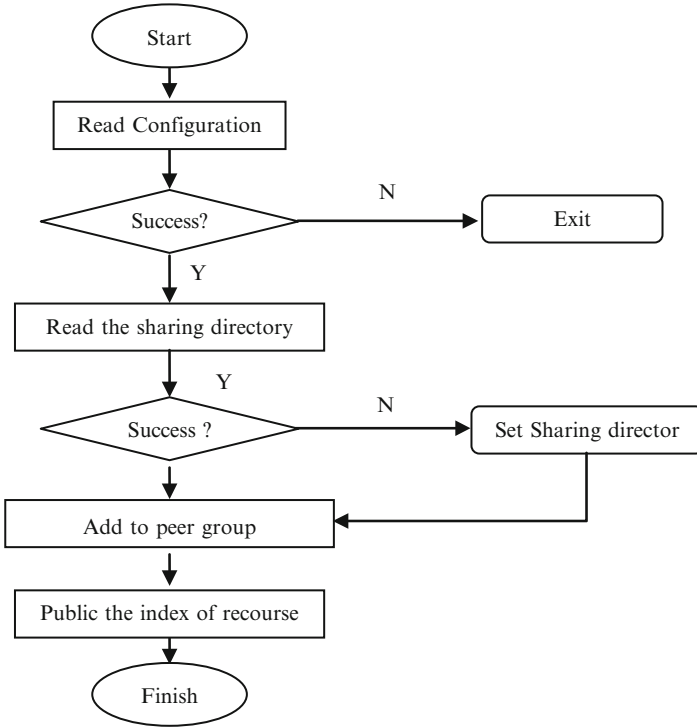 Start
Read Configuration
N
Success?
Exit
Y
Read the sharing directory
Y
N
Success ?
Set Sharing director
Add to peer group
Public the index of recourse
Finish